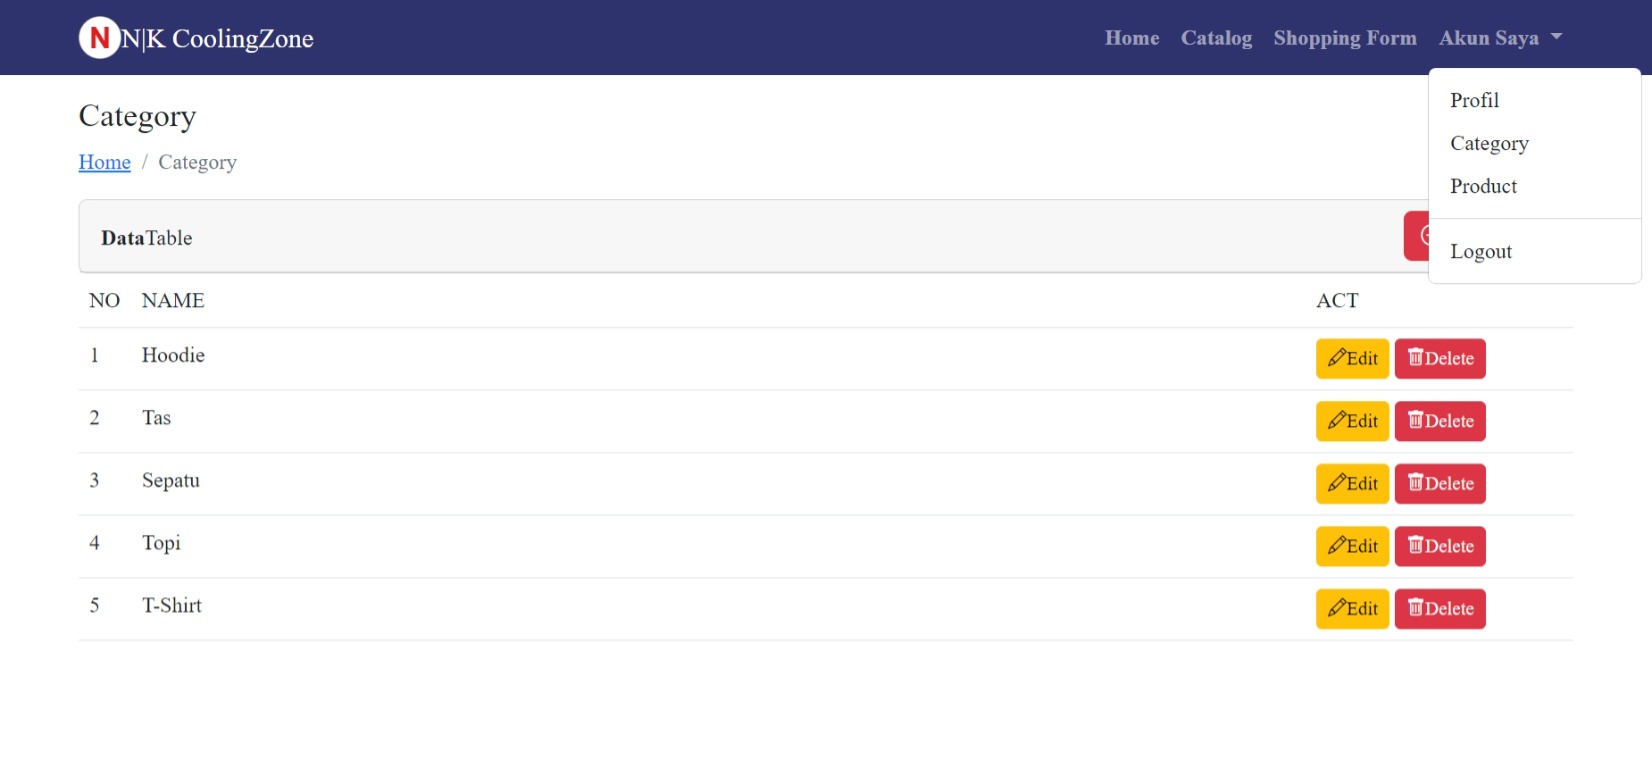 N N|K CoolingZone Home Catalog Shopping Form Akun Saya
Profil
Category
Product
Logout
Category
Home / Category
DataTable
NO NAME ACT
1 Hoodie Edit Delete
2 Tas Edit Delete
3 Sepatu Edit Delete
4 Topi Edit Delete
5 T-Shirt Edit Delete